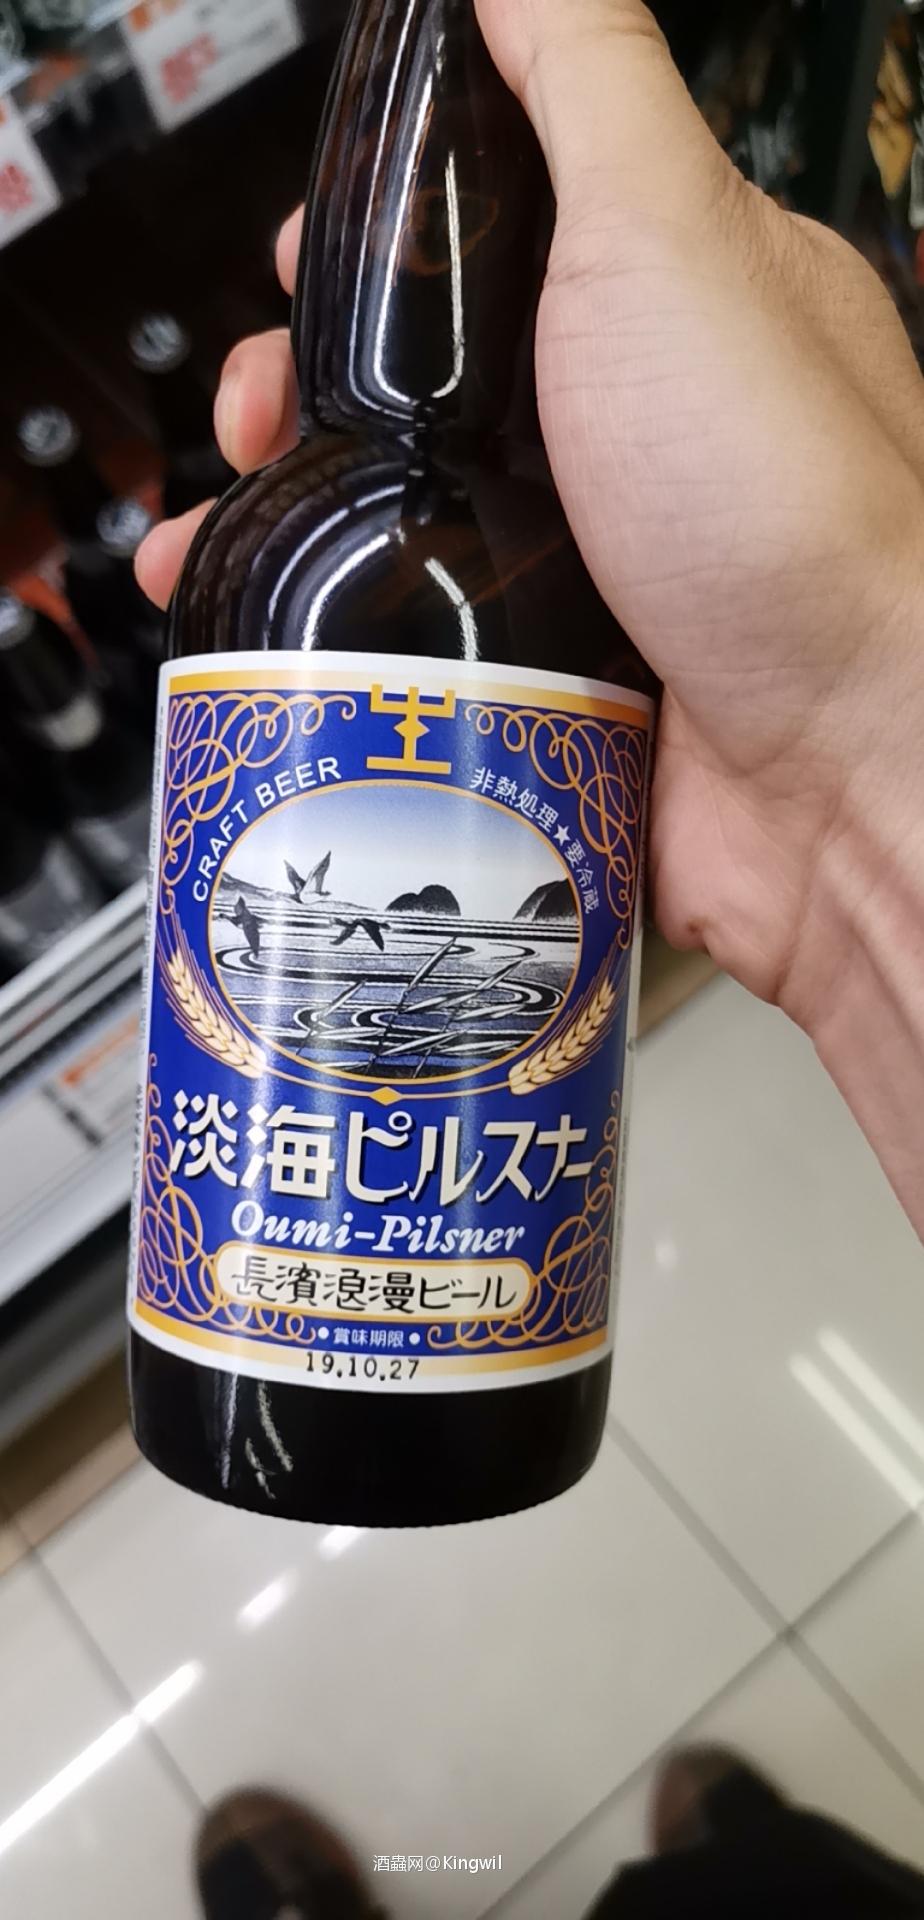 生
CRAFT BEER
非熱処理★要冷蔵
淡海ピルスナー
Oumi-Pilsner
長濱浪漫ビール
●賞味期限●
19.10.27
酒蟲网@Kingwil